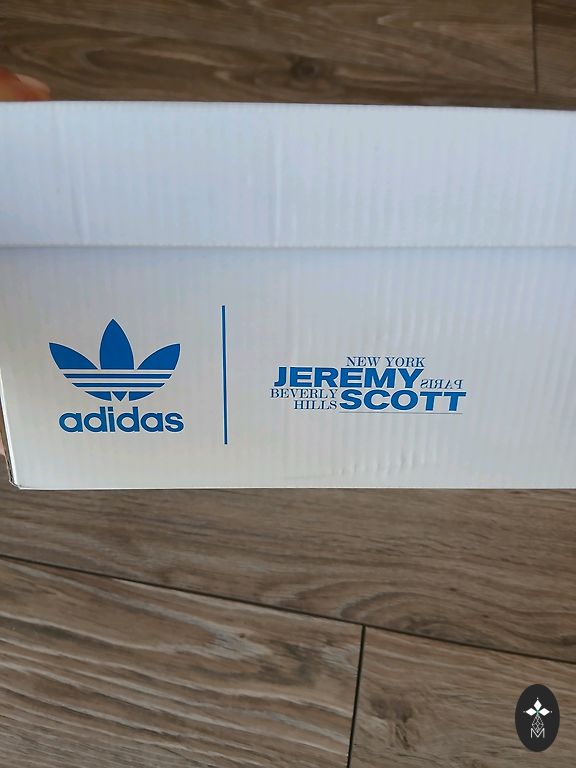 adidas
NEW YORK
JEREMY PARIS
BEVERLY HILLS SCOTT
M